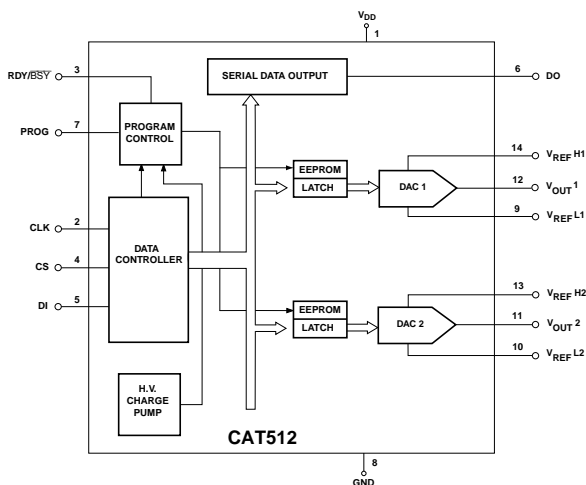 VDD
1
RDY/BSY
3
SERIAL DATA OUTPUT
6
DO
PROG
7
PROGRAM
CONTROL
EEPROM
LATCH
DAC 1
14
VREF H1
12
VOUT 1
9
VREF L1
CLK
2
CS
4
DI
5
DATA
CONTROLLER
EEPROM
LATCH
DAC 2
13
VREF H2
11
VOUT 2
10
VREF L2
H.V.
CHARGE
PUMP
CAT512
8
GND